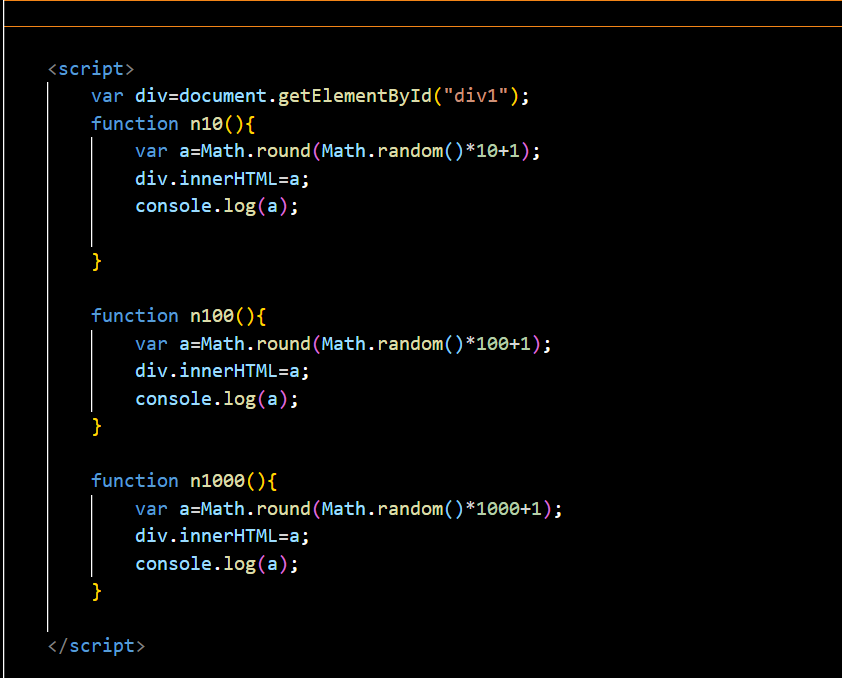 <script>
var div=document.getElementById("div1");
function n10(){
var a=Math.round(Math.random()*10+1);
div.innerHTML=a;
console.log(a);
}
function n100(){
var a=Math.round(Math.random()*100+1);
div.innerHTML=a;
console.log(a);
}
function n1000(){
var a=Math.round(Math.random()*1000+1);
div.innerHTML=a;
console.log(a);
}
</script>